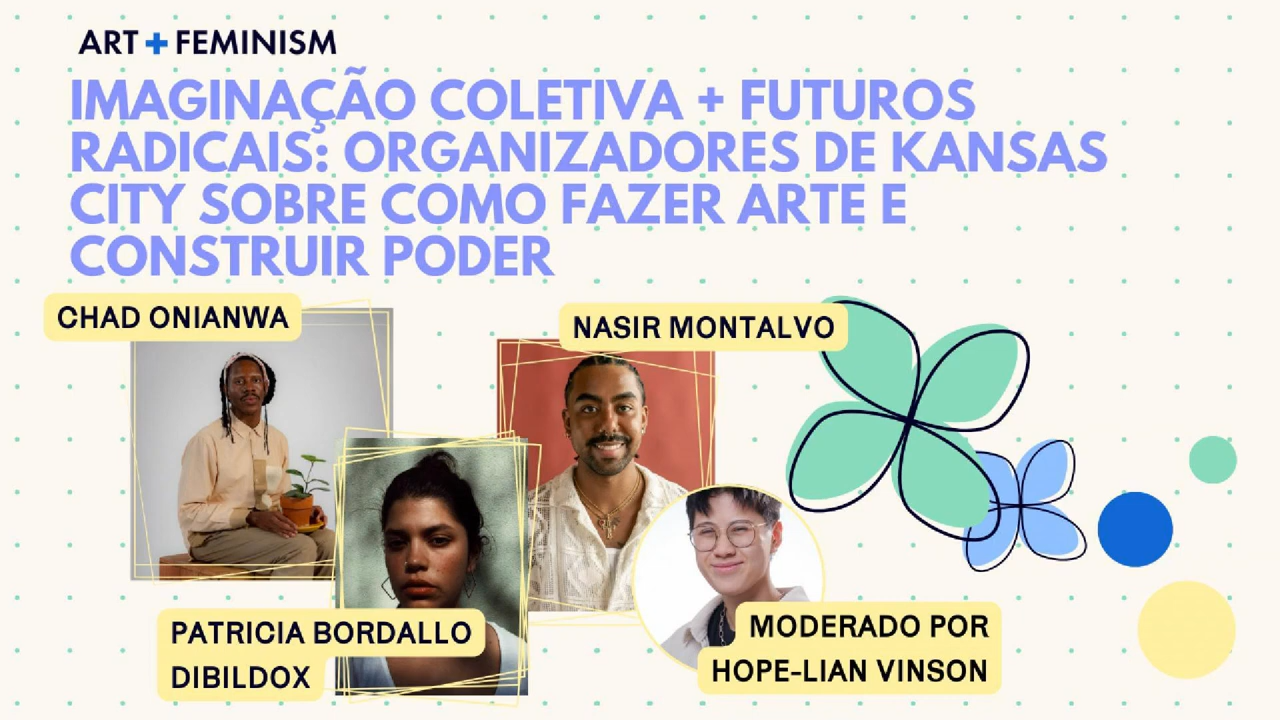 ART + FEMINISM
IMAGINAÇÃO COLETIVA + FUTUROS
RADICAIS: ORGANIZADORES DE KANSAS
CITY SOBRE COMO FAZER ARTE E
CONSTRUIR PODER
CHAD ONIANWA
NASIR MONTALVO
PATRICIA BORDALLO
DIBILDOX
MODERADO POR
HOPE-LIAN VINSON